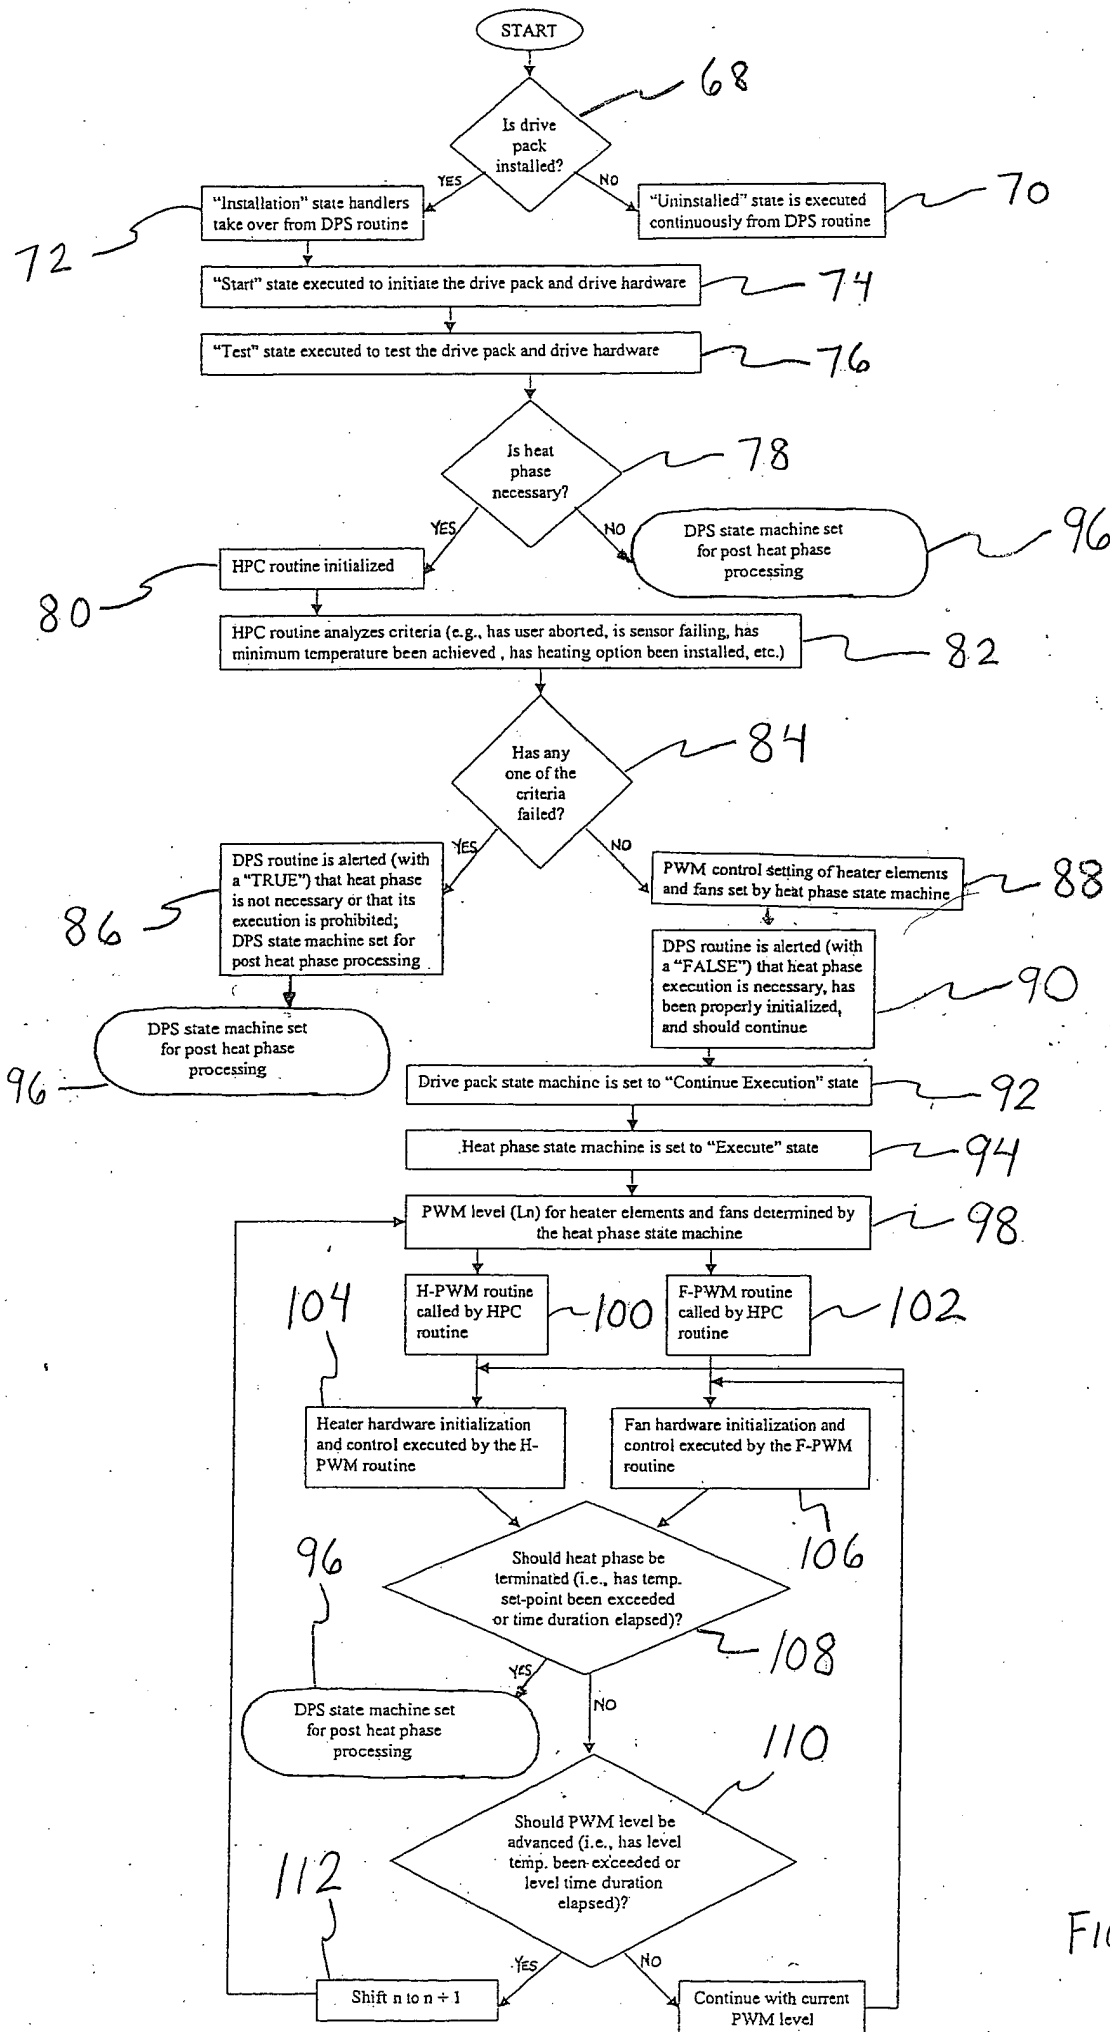 START
68
Is drive
pack
installed?
YES
NO
"Installation" state handlers
take over from DPS routine
"Uninstalled" state is executed
continuously from DPS routine
70
72
"Start" state executed to initiate the drive pack and drive hardware
74
"Test" state executed to test the drive pack and drive hardware
76
Is heat
phase
necessary?
78
YES
NO
DPS state machine set
for post heat phase
processing
96
HPC routine initialized
80
HPC routine analyzes criteria (e.g., has user aborted, is sensor failing, has
minimum temperature been achieved , has heating option been installed, etc.)
82
Has any
one of the
criteria
failed?
84
YES
NO
DPS routine is alerted (with
a "TRUE") that heat phase
is not necessary or that its
execution is prohibited;
DPS state machine set for
post heat phase processing
86
PWM control setting of heater elements
and fans set by heat phase state machine
88
DPS routine is alerted (with
a "FALSE") that heat phase
execution is necessary, has
been properly initialized,
and should continue
90
DPS state machine set
for post heat phase
processing
96
Drive pack state machine is set to "Continue Execution" state
92
Heat phase state machine is set to "Execute" state
94
PWM level (Ln) for heater elements and fans determined by
the heat phase state machine
98
H-PWM routine
called by HPC
routine
100
F-PWM routine
called by HPC
routine
102
104
Heater hardware initialization
and control executed by the H-
PWM routine
Fan hardware initialization and
control executed by the F-PWM
routine
106
Should heat phase be
terminated (i.e., has temp.
set-point been exceeded
or time duration elapsed)?
108
96
YES
NO
DPS state machine set
for post heat phase
processing
110
Should PWM level be
advanced (i.e., has level
temp. been exceeded or
level time duration
elapsed)?
112
YES
NO
Shift n to n + 1
Continue with current
PWM level